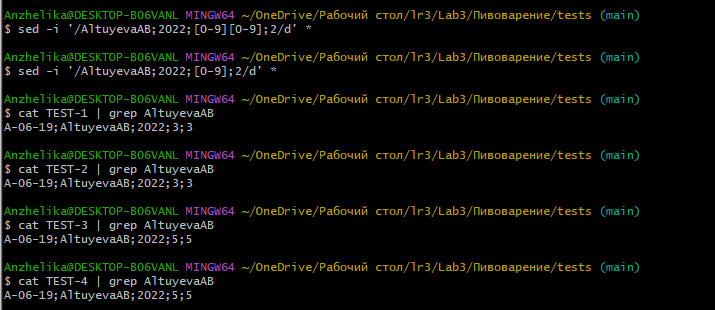 Anzhelika@DESKTOP-BO6VANL MINGW64 ~/OneDrive/Рабочий стол/lr3/Lab3/Пивоварение/tests (main)
$ sed -i '/AltuyevaAB;2022;[0-9][0-9];2/d' *
Anzhelika@DESKTOP-BO6VANL MINGW64 ~/OneDrive/Рабочий стол/lr3/Lab3/Пивоварение/tests (main)
$ sed -i '/AltuyevaAB;2022;[0-9];2/d' *
Anzhelika@DESKTOP-BO6VANL MINGW64 ~/OneDrive/Рабочий стол/lr3/Lab3/Пивоварение/tests (main)
$ cat TEST-1 | grep AltuyevaAB
A-06-19;AltuyevaAB;2022;3;3
Anzhelika@DESKTOP-BO6VANL MINGW64 ~/OneDrive/Рабочий стол/lr3/Lab3/Пивоварение/tests (main)
$ cat TEST-2 | grep AltuyevaAB
A-06-19;AltuyevaAB;2022;3;3
Anzhelika@DESKTOP-BO6VANL MINGW64 ~/OneDrive/Рабочий стол/lr3/Lab3/Пивоварение/tests (main)
$ cat TEST-3 | grep AltuyevaAB
A-06-19;AltuyevaAB;2022;5;5
Anzhelika@DESKTOP-BO6VANL MINGW64 ~/OneDrive/Рабочий стол/lr3/Lab3/Пивоварение/tests (main)
$ cat TEST-4 | grep AltuyevaAB
A-06-19;AltuyevaAB;2022;5;5